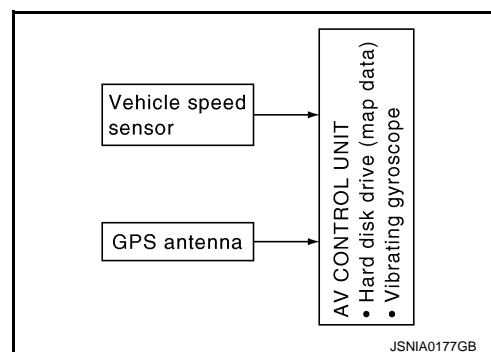 Vehicle speed
sensor
GPS antenna
AV CONTROL UNIT
• Hard disk drive (map data)
• Vibrating gyroscope
JSNIA0177GB